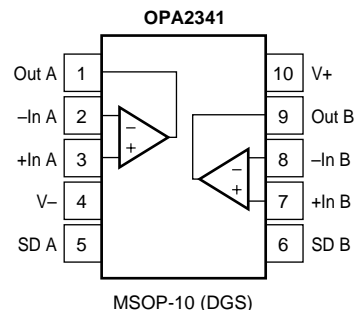 OPA2341
Out A 1
–In A 2
+In A 3
V– 4
SD A 5
10 V+
9 Out B
8 –In B
7 +In B
6 SD B
–
+
–
+
MSOP-10 (DGS)